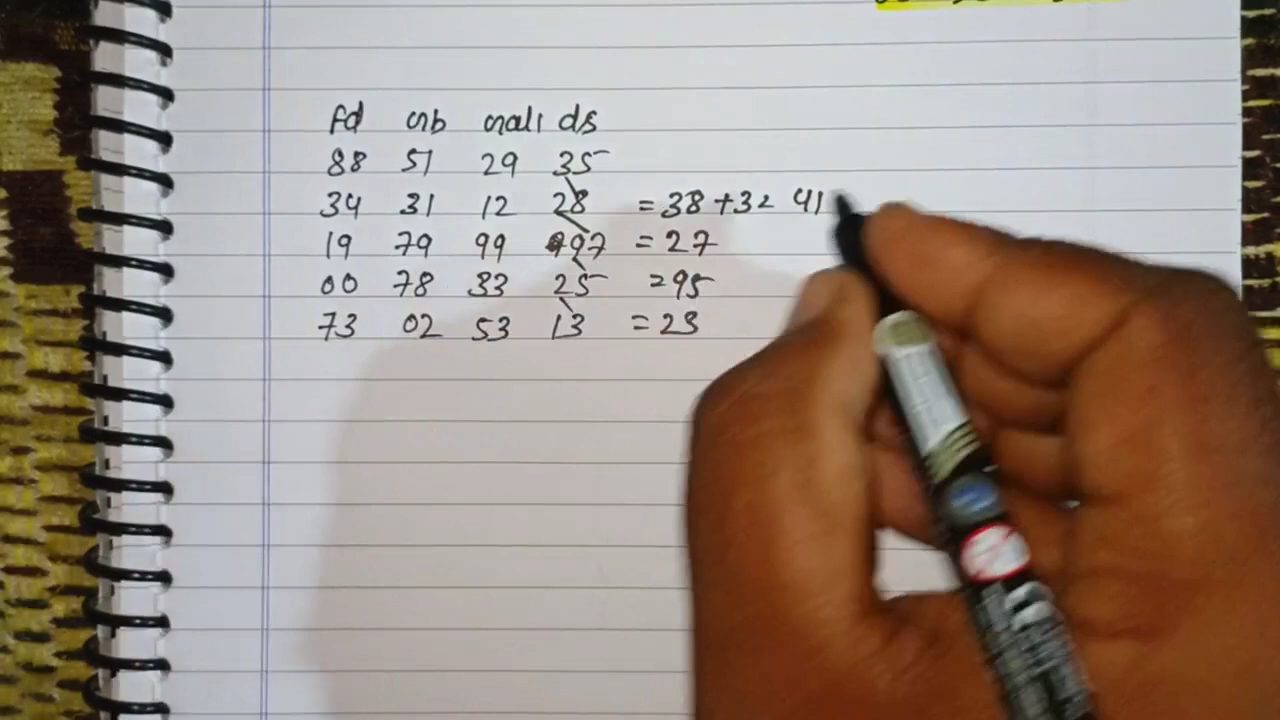 fd grb gali ds
88 51 29 35
34 31 12 28 =38+32 41
19 79 99 97 =27
00 78 33 25 =95
73 02 53 13 =23